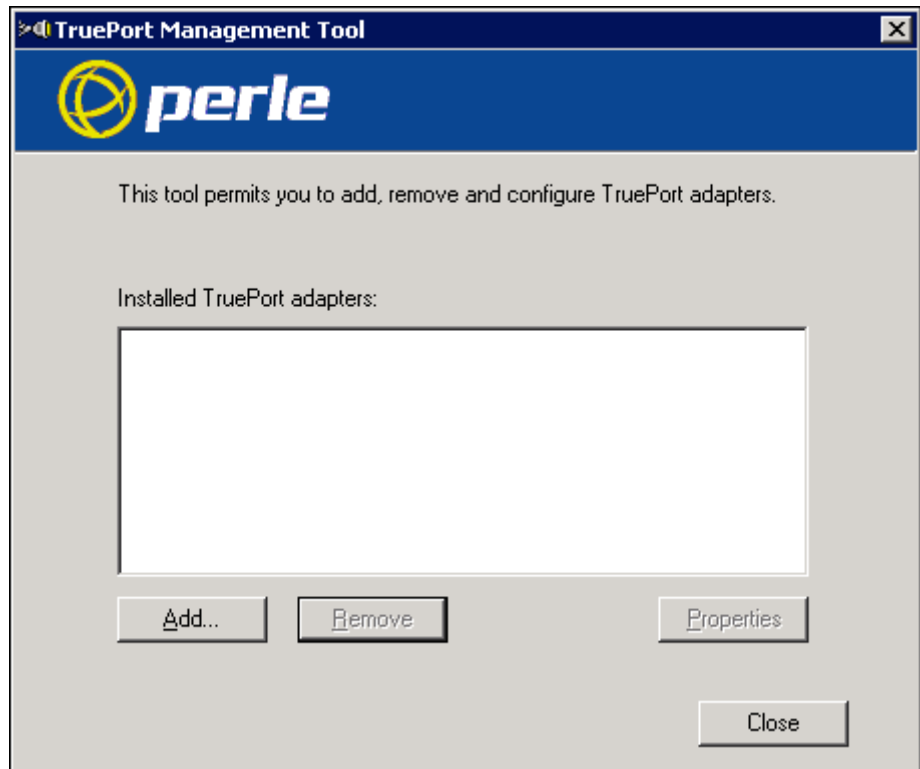 TruePort Management Tool
perle
This tool permits you to add, remove and configure TruePort adapters.
Installed TruePort adapters:
Add... Remove Properties
Close